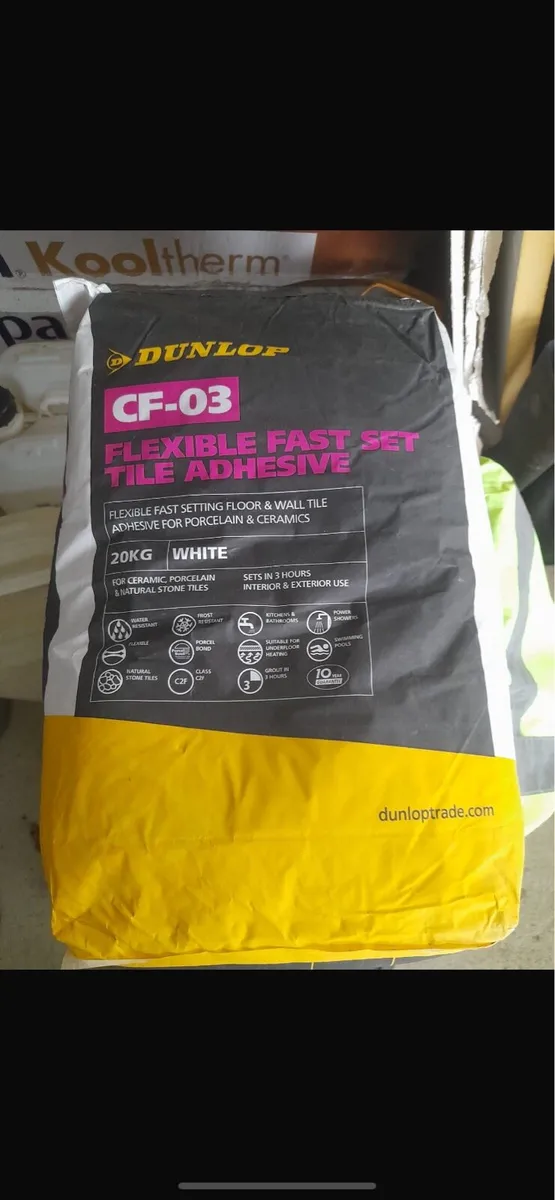 Kooltherm®
pa
DUNLOP
CF-03
FLEXIBLE FAST SET
TILE ADHESIVE
FLEXIBLE FAST SETTING FLOOR & WALL TILE
ADHESIVE FOR PORCELAIN & CERAMICS
20KG WHITE
FOR CERAMIC, PORCELAIN
& NATURAL STONE TILES
SETS IN 3 HOURS
INTERIOR & EXTERIOR USE
WATER
RESISTANT
FROST
RESISTANT
KITCHENS &
BATHROOMS
POWER
SHOWERS
FLEXIBLE
PORCEL
BOND
SUITABLE FOR
UNDERFLOOR
HEATING
SWIMMING
POOLS
NATURAL
STONE TILES
C2F
CLASS
C2F
3
GROUT IN
3 HOURS
10 YEAR
GUARANTEE
dunloptrade.com